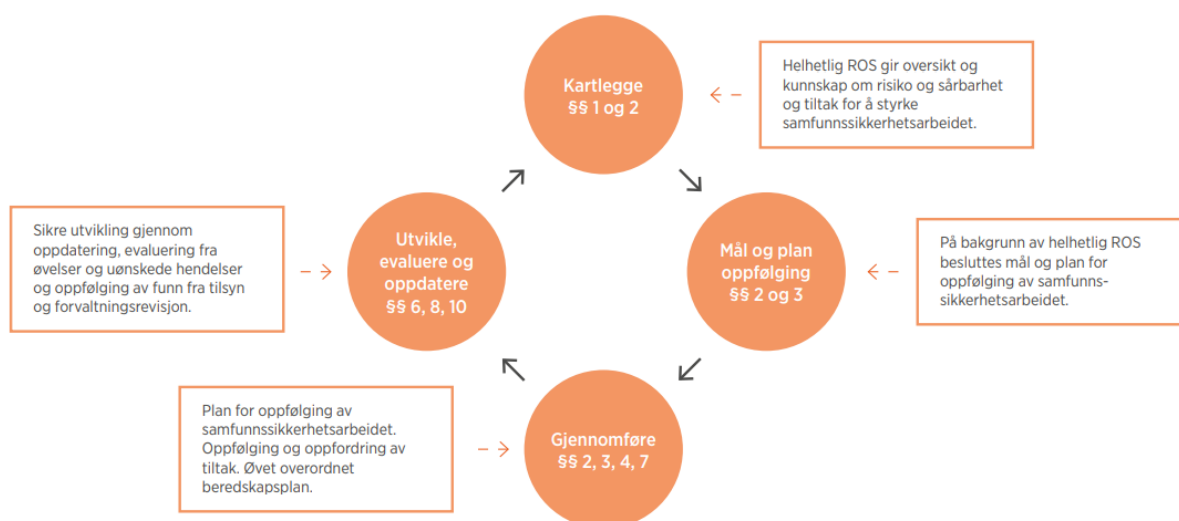 Kartlegge
§§ 1 og 2
Helhetlig ROS gir oversikt og
kunnskap om risiko og sårbarhet
og tiltak for å styrke
samfunnssikkerhetsarbeidet.
Mål og plan
oppfølging
§§ 2 og 3
På bakgrunn av helhetlig ROS
besluttes mål og plan for
oppfølging av samfunns-
sikkerhetsarbeidet.
Gjennomføre
§§ 2, 3, 4, 7
Plan for oppfølging av
samfunnssikkerhetsarbeidet.
Oppfølging og oppfordring av
tiltak. Øvet overordnet
beredskapsplan.
Utvikle,
evaluere og
oppdatere
§§ 6, 8, 10
Sikre utvikling gjennom
oppdatering, evaluering fra
øvelser og uønskede hendelser
og oppfølging av funn fra tilsyn
og forvaltningsrevisjon.